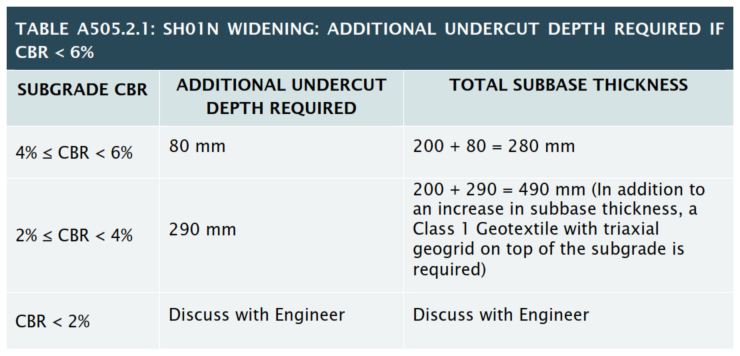 TABLE A505.2.1: SH01N WIDENING: ADDITIONAL UNDERCUT DEPTH REQUIRED IF
CBR < 6%
SUBGRADE CBR
ADDITIONAL UNDERCUT
DEPTH REQUIRED
TOTAL SUBBASE THICKNESS
4% ≤ CBR < 6%
80 mm
200 + 80 = 280 mm
2% ≤ CBR < 4%
290 mm
200 + 290 = 490 mm (In addition to
an increase in subbase thickness, a
Class 1 Geotextile with triaxial
geogrid on top of the subgrade is
required)
CBR < 2%
Discuss with Engineer
Discuss with Engineer